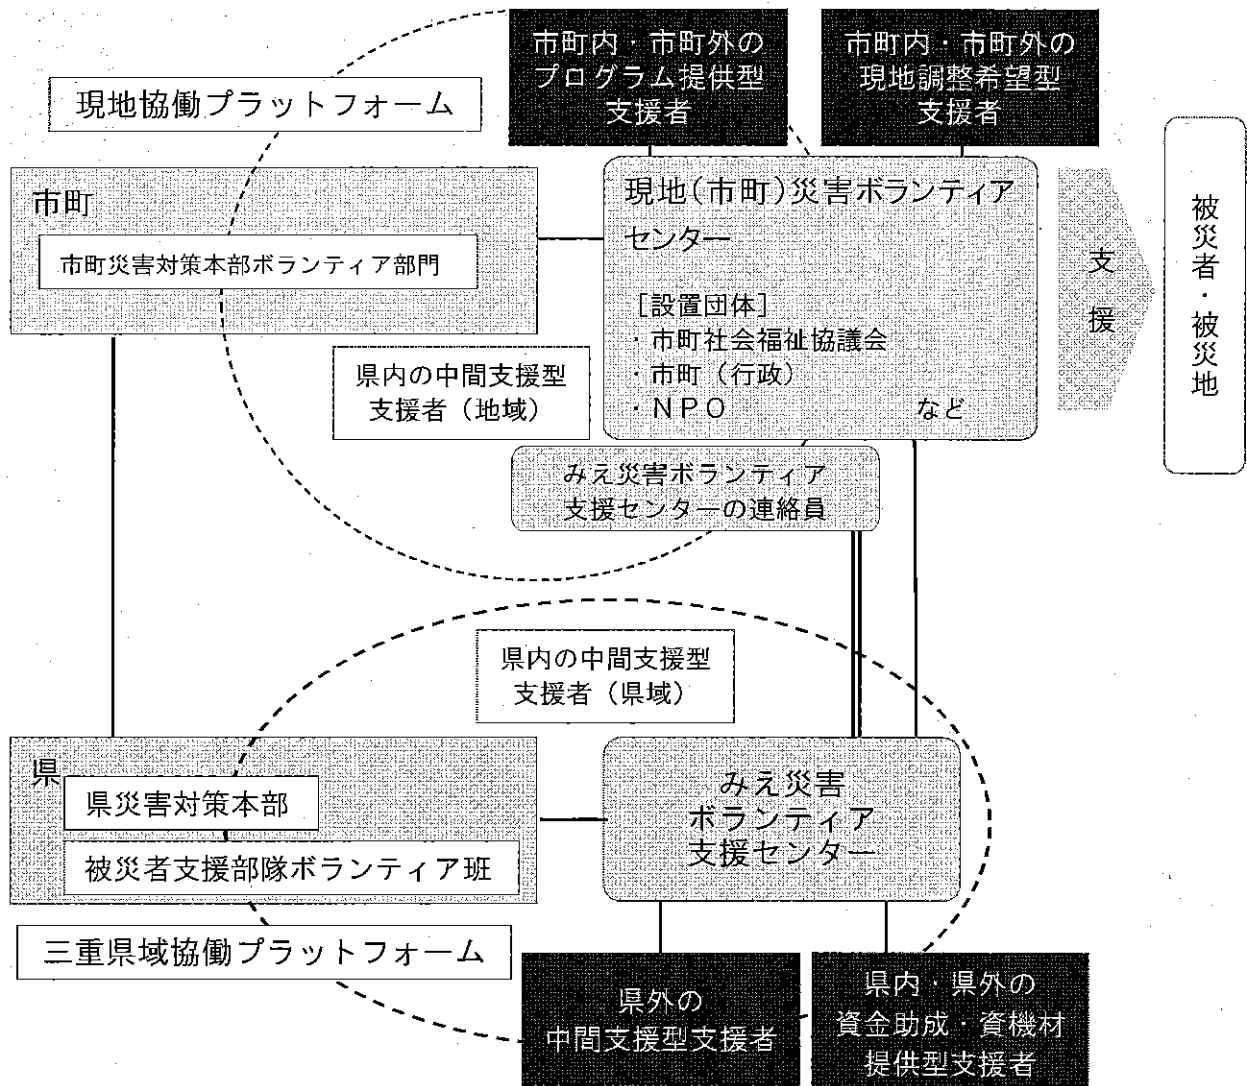 市町内・市町外の
プログラム提供型
支援者
市町内・市町外の
現地調整希望型
支援者
現地協働プラットフォーム
市町
市町災害対策本部ボランティア部門
現地（市町）災害ボランティア
センター
［設置団体］
・市町社会福祉協議会
・市町（行政）
・ＮＰＯ　など
支援
被災者・被災地
県内の中間支援型
支援者（地域）
みえ災害ボランティア
支援センターの連絡員
県内の中間支援型
支援者（県域）
県
県災害対策本部
被災者支援部隊ボランティア班
みえ災害
ボランティア
支援センター
三重県域協働プラットフォーム
県外の
中間支援型支援者
県内・県外の
資金助成・資機材
提供型支援者